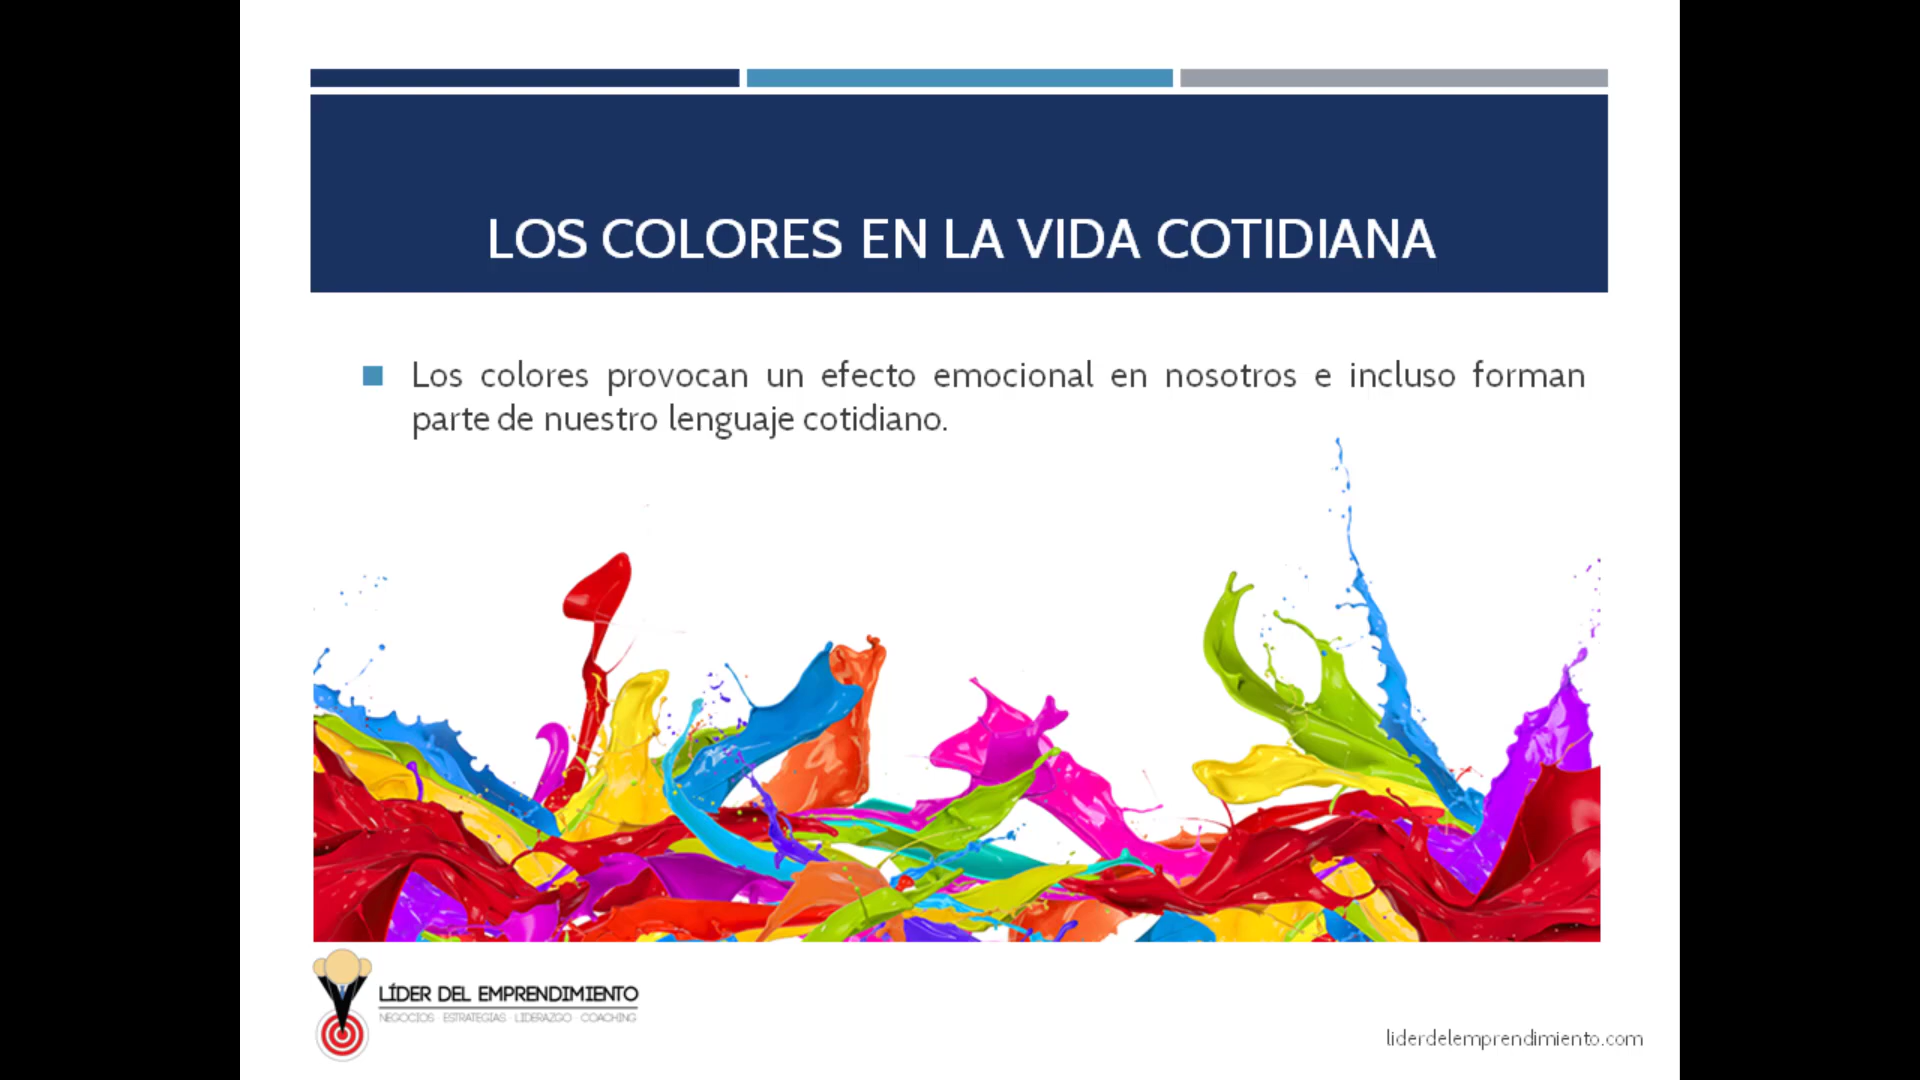 LOS COLORES EN LA VIDA COTIDIANA
Los colores provocan un efecto emocional en nosotros e incluso forman
parte de nuestro lenguaje cotidiano.
LÍDER DEL EMPRENDIMIENTO
NEGOCIOS · ESTRATEGIAS · LIDERAZGO · COACHING
liderdelemprendimiento.com